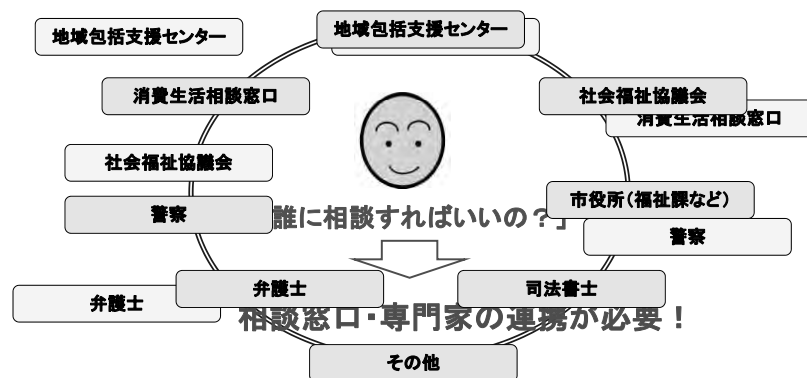 地域包括支援センター
地域包括支援センター
消費生活相談窓口
社会福祉協議会
消費生活相談窓口
社会福祉協議会
市役所（福祉課など）
警察
誰に相談すればいいの？」
警察
弁護士
弁護士
司法書士
相談窓口・専門家の連携が必要！
その他